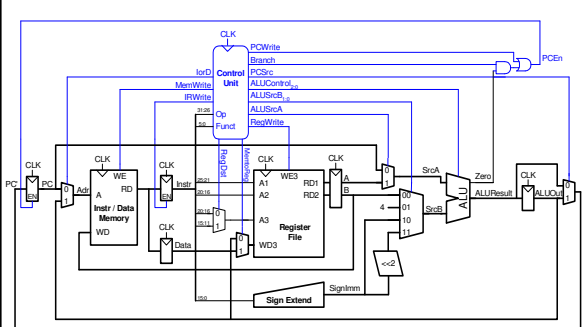 CLK
PCWrite
Branch
PCEn
IorD
Control
Unit
PCSrc
MemWrite
ALUControl2:0
IRWrite
ALUSrcB1:0
31:26
Op
ALUSrcA
5:0
Funct
RegWrite
RegDst
MemtoReg
CLK
CLK
CLK
CLK
CLK
PC'
PC
EN
0
1
Adr
WE
RD
A
Instr / Data
Memory
WD
EN
Instr
25:21
20:16
20:16
15:11
0
1
A1
A2
A3
WD3
WE3
RD1
RD2
Register
File
A
B
0
1
SrcA
4
00
01
10
11
SrcB
ALU
Zero
ALUResult
ALUOut
0
1
CLK
Data
0
1
<<2
SignImm
15:0
Sign Extend